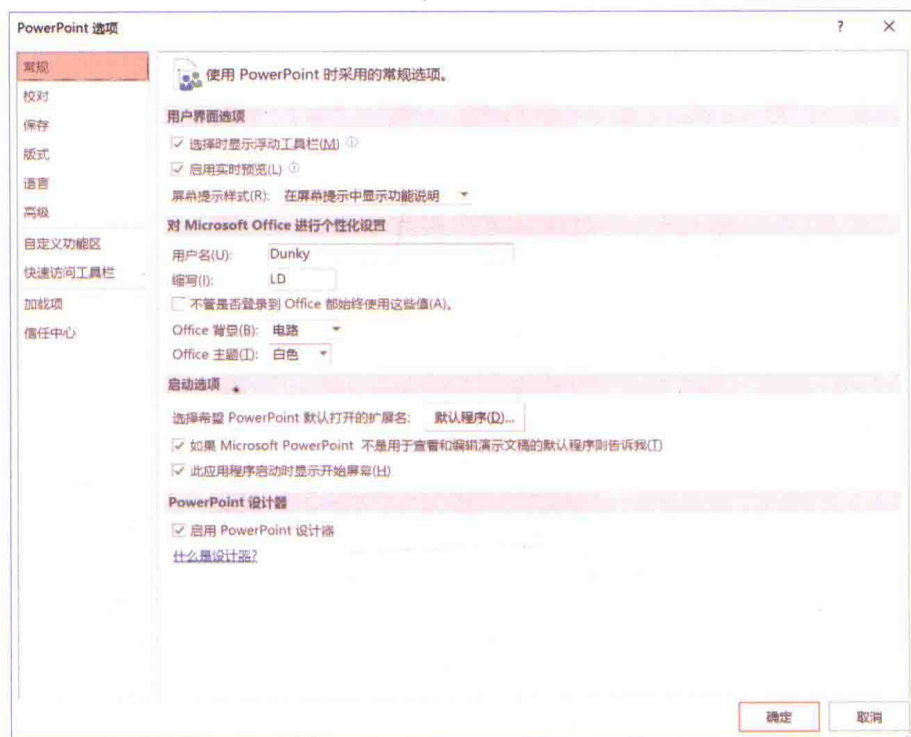 PowerPoint 选项
? ×
常规
校对
保存
版式
语言
高级
自定义功能区
快速访问工具栏
加载项
信任中心
使用 PowerPoint 时采用的常规选项。
用户界面选项
选择时显示浮动工具栏(M)
启用实时预览(L)
屏幕提示样式(R): 在屏幕提示中显示功能说明
对 Microsoft Office 进行个性化设置
用户名(U): Dunky
缩写(I): LD
不管是否登录到 Office 都始终使用这些值(A)。
Office 背景(B): 电路
Office 主题(T): 白色
启动选项
选择希望 PowerPoint 默认打开的扩展名: 默认程序(D)...
如果 Microsoft PowerPoint 不是用于查看和编辑演示文稿的默认程序则告诉我(T)
此应用程序启动时显示开始屏幕(H)
PowerPoint 设计器
启用 PowerPoint 设计器
什么是设计器?
确定 取消